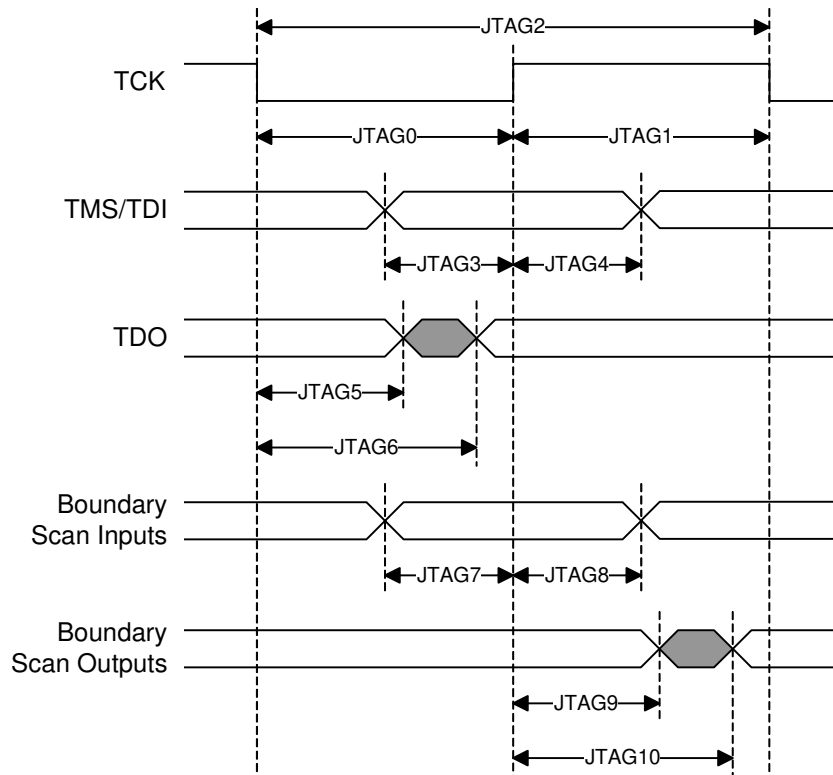 JTAG2
TCK
JTAG0
JTAG1
TMS/TDI
JTAG3
JTAG4
TDO
JTAG5
JTAG6
Boundary
Scan Inputs
JTAG7
JTAG8
Boundary
Scan Outputs
JTAG9
JTAG10